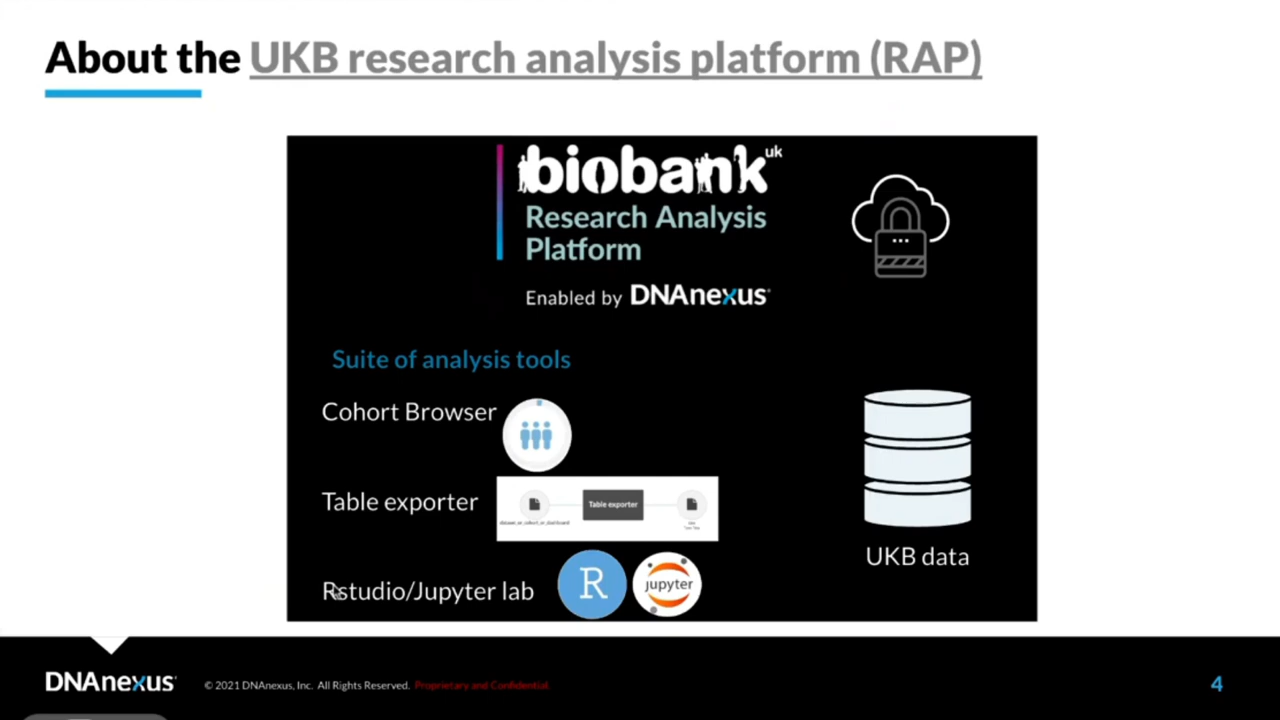 About the UKB research analysis platform (RAP)
biobank uk
Research Analysis
Platform
Enabled by DNAnexus
Suite of analysis tools
Cohort Browser
Table exporter
Table exporter
dataset_or_cohort_or_dashboard
Rstudio/Jupyter lab
R
jupyter
UKB data
DNAnexus
© 2021 DNAnexus, Inc. All Rights Reserved. Proprietary and Confidential.
4